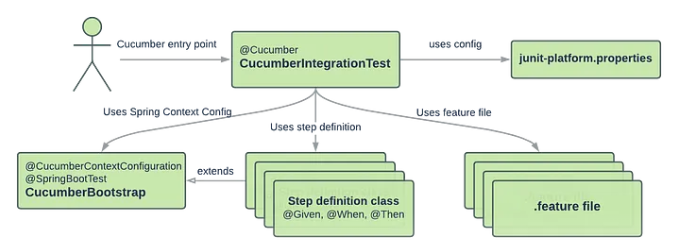 Cucumber entry point
@Cucumber
CucumberIntegrationTest
uses config
junit-platform.properties
Uses Spring Context Config
Uses step definition
Uses feature file
@CucumberContextConfiguration
@SpringBootTest
CucumberBootstrap
extends
Step definition class
@Given, @When, @Then
.feature file